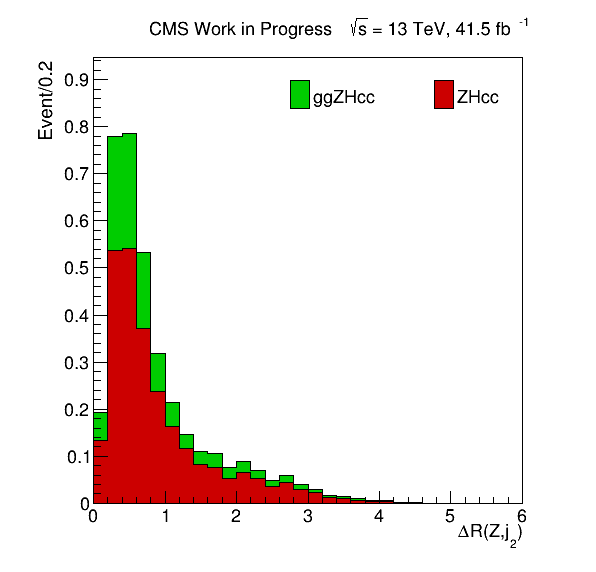 CMS Work in Progress √s = 13 TeV, 41.5 fb⁻¹
Event/0.2
ggZHcc ZHcc
0.9
0.8
0.7
0.6
0.5
0.4
0.3
0.2
0.1
0
0 1 2 3 4 5 6
ΔR(Z,j₂)